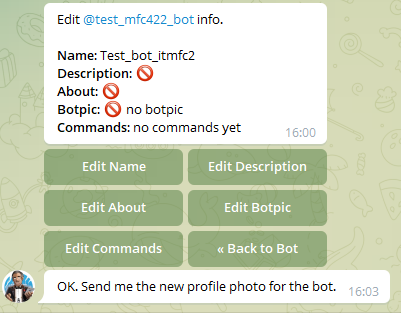 Edit @test_mfc422_bot info.
Name: Test_bot_itmfc2
Description: 🚫
About: 🚫
Botpic: 🚫 no botpic
Commands: no commands yet
16:00
Edit Name
Edit Description
Edit About
Edit Botpic
Edit Commands
« Back to Bot
OK. Send me the new profile photo for the bot.
16:03